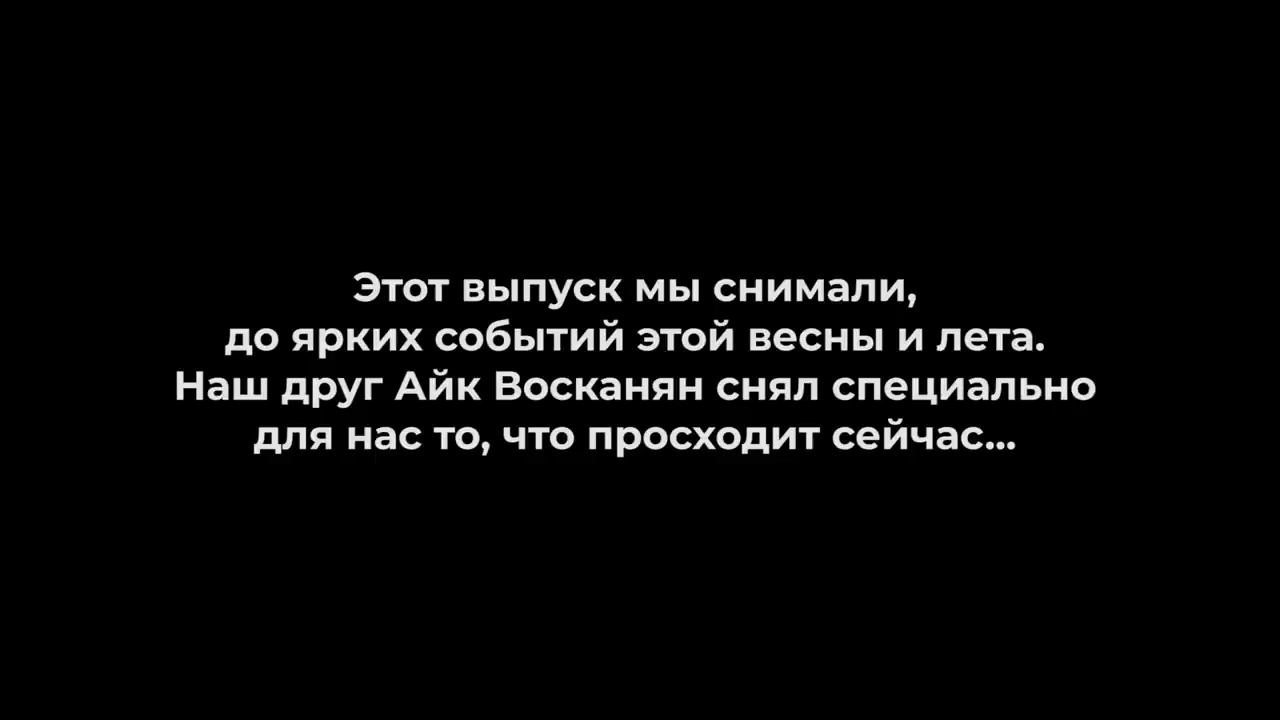 Этот выпуск мы снимали,
до ярких событий этой весны и лета.
Наш друг Айк Восканян снял специально
для нас то, что просходит сейчас...